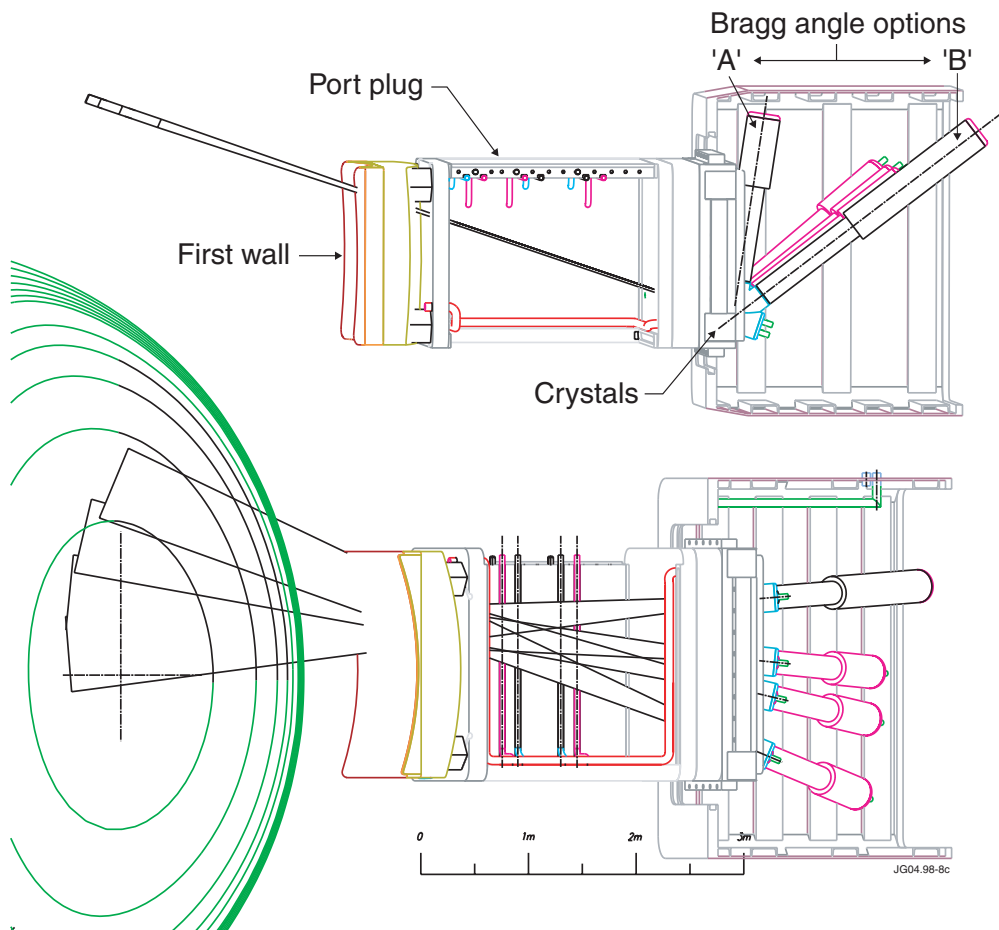 Bragg angle options
'A'
'B'
Port plug
First wall
Crystals
0
1m
2m
3m
JG04.98-8c